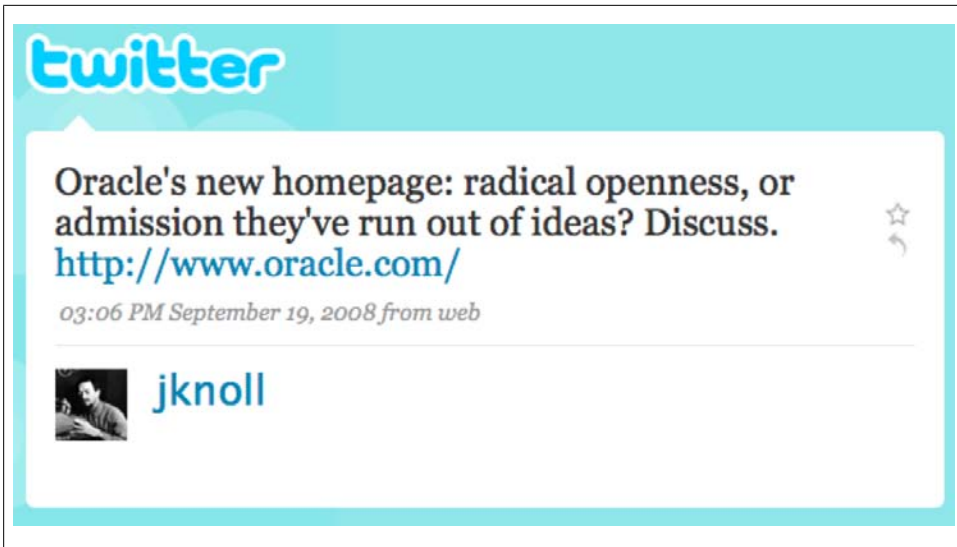 twitter
Oracle's new homepage: radical openness, or
admission they've run out of ideas? Discuss.
http://www.oracle.com/
03:06 PM September 19, 2008 from web
jknoll